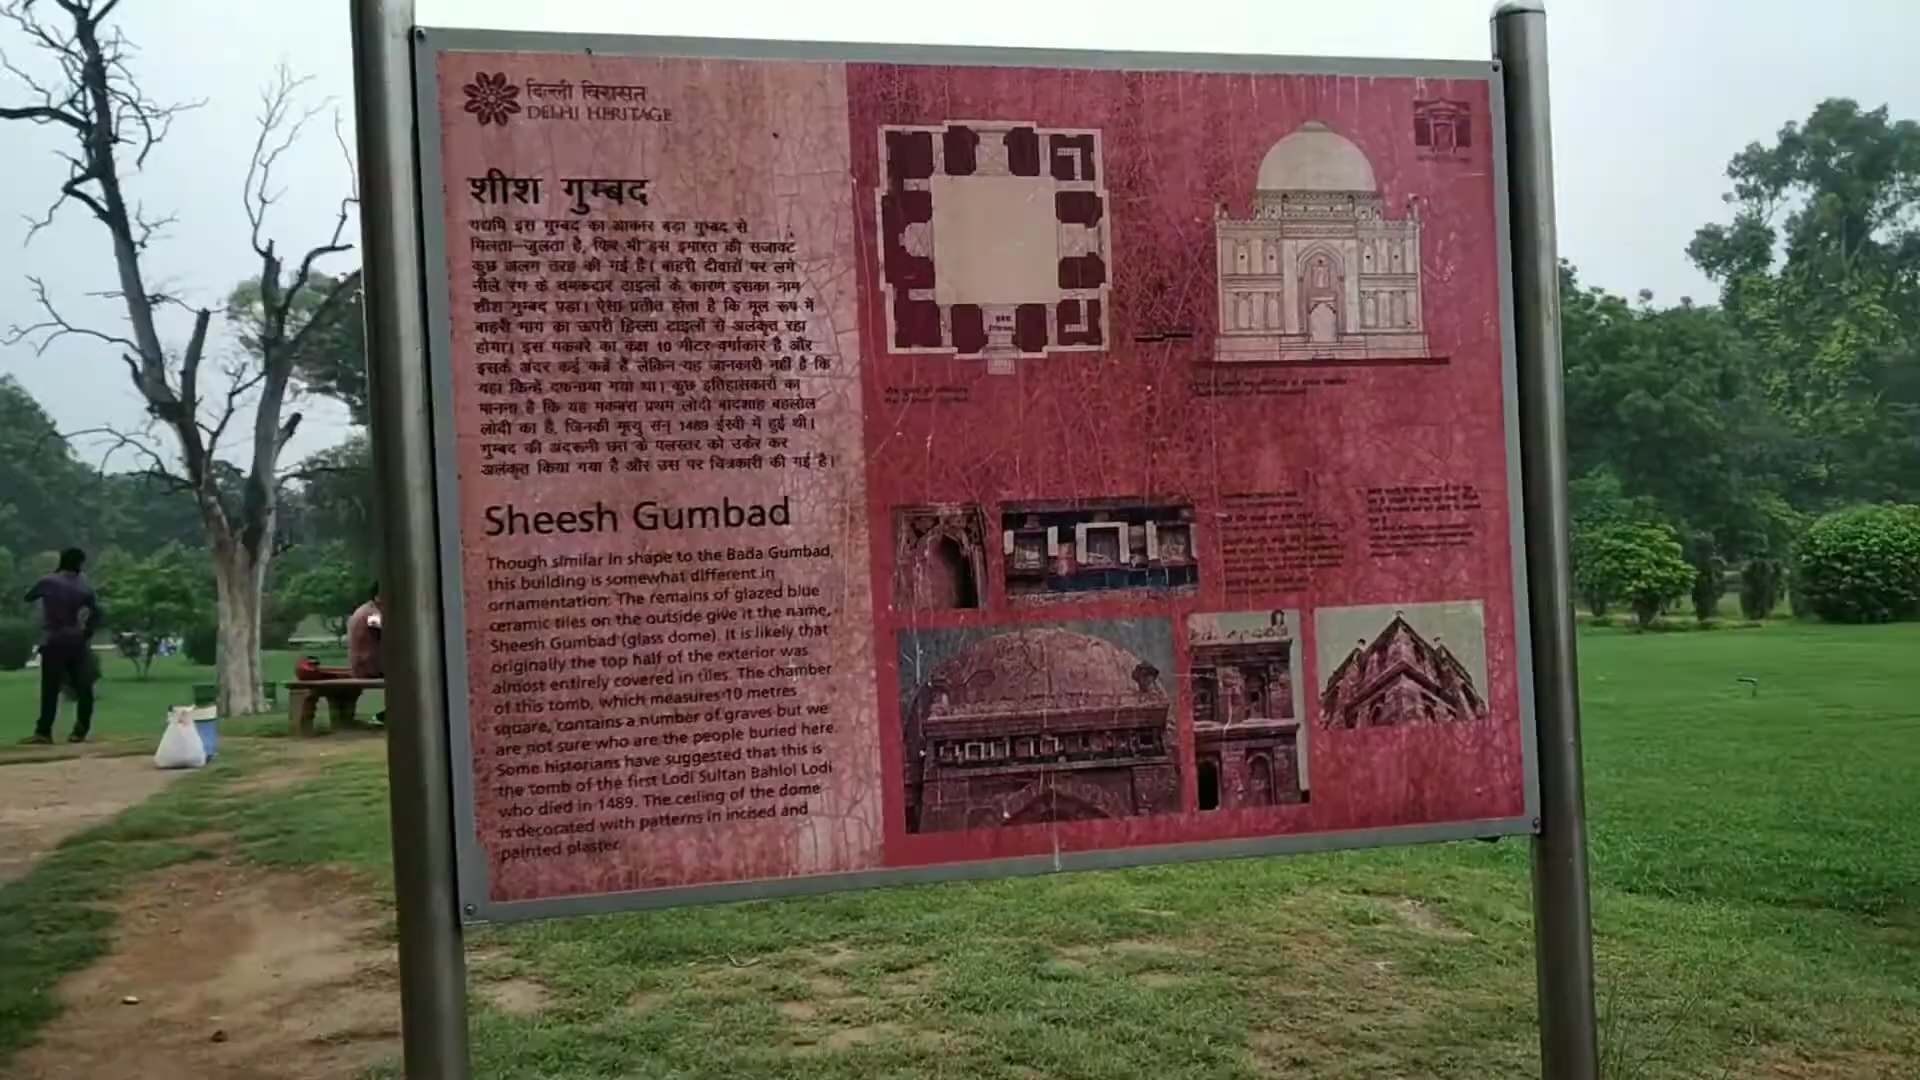 दिल्ली विरासत
DELHI HERITAGE
शीश गुम्बद
यद्यपि इस गुम्बद का आकार बड़ा गुम्बद से
मिलता-जुलता है, फिर भी इस इमारत की सजावट
कुछ अलग तरह की गई है। बाहरी दीवारों पर लगे
नीले रंग के चमकदार टाइलों के कारण इसका नाम
शीश गुम्बद पड़ा। ऐसा प्रतीत होता है कि मूल रूप में
बाहरी भाग का ऊपरी हिस्सा टाइलों से अलंकृत रहा
होगा। इस मकबरे का कक्ष 10 मीटर वर्गाकार है और
इसके अंदर कई कब्रें हैं लेकिन यह जानकारी नहीं है कि
यहां किन्हें दफनाया गया था। कुछ इतिहासकारों का
मानना है कि यह मकबरा प्रथम लोदी बादशाह बहलोल
लोदी का है, जिनकी मृत्यु सन् 1489 ईस्वी में हुई थी।
गुम्बद की अंदरूनी छत के पलस्तर को उकेर कर
अलंकृत किया गया है और उस पर चित्रकारी की गई है।
Sheesh Gumbad
Though similar in shape to the Bada Gumbad,
this building is somewhat different in
ornamentation: The remains of glazed blue
ceramic tiles on the outside give it the name,
Sheesh Gumbad (glass dome). It is likely that
originally the top half of the exterior was
almost entirely covered in tiles. The chamber
of this tomb, which measures 10 metres
square, contains a number of graves but we
are not sure who are the people buried here.
Some historians have suggested that this is
the tomb of the first Lodi Sultan Bahlol Lodi
who died in 1489. The ceiling of the dome
is decorated with patterns in incised and
painted plaster.